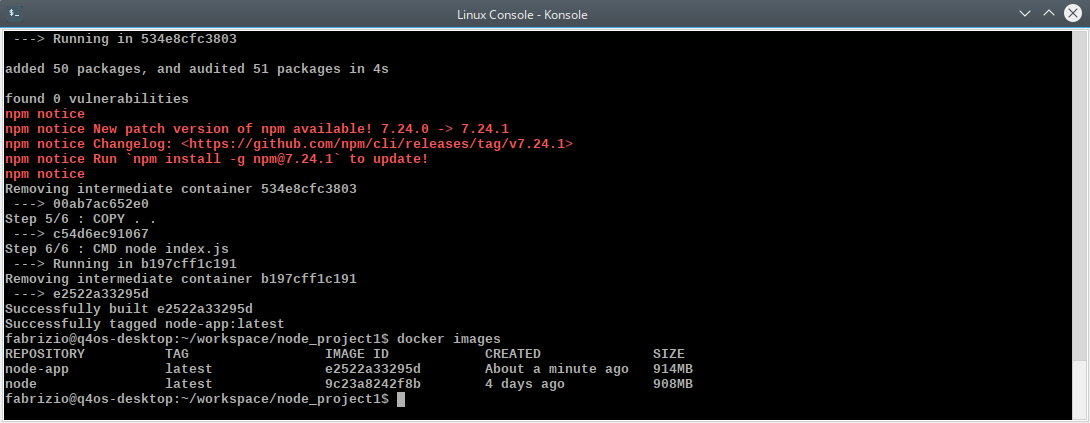 Linux Console - Konsole
---> Running in 534e8cfc3803
added 50 packages, and audited 51 packages in 4s
found 0 vulnerabilities
npm notice
npm notice New patch version of npm available! 7.24.0 -> 7.24.1
npm notice Changelog: <https://github.com/npm/cli/releases/tag/v7.24.1>
npm notice Run `npm install -g npm@7.24.1` to update!
npm notice
Removing intermediate container 534e8cfc3803
---> 00ab7ac652e0
Step 5/6 : COPY . .
---> c54d6ec91067
Step 6/6 : CMD node index.js
---> Running in b197cff1c191
Removing intermediate container b197cff1c191
---> e2522a33295d
Successfully built e2522a33295d
Successfully tagged node-app:latest
fabrizio@q4os-desktop:~/workspace/node_project1$ docker images
REPOSITORY          TAG                 IMAGE ID            CREATED              SIZE
node-app            latest              e2522a33295d        About a minute ago   914MB
node                latest              9c23a8242f8b        4 days ago           908MB
fabrizio@q4os-desktop:~/workspace/node_project1$